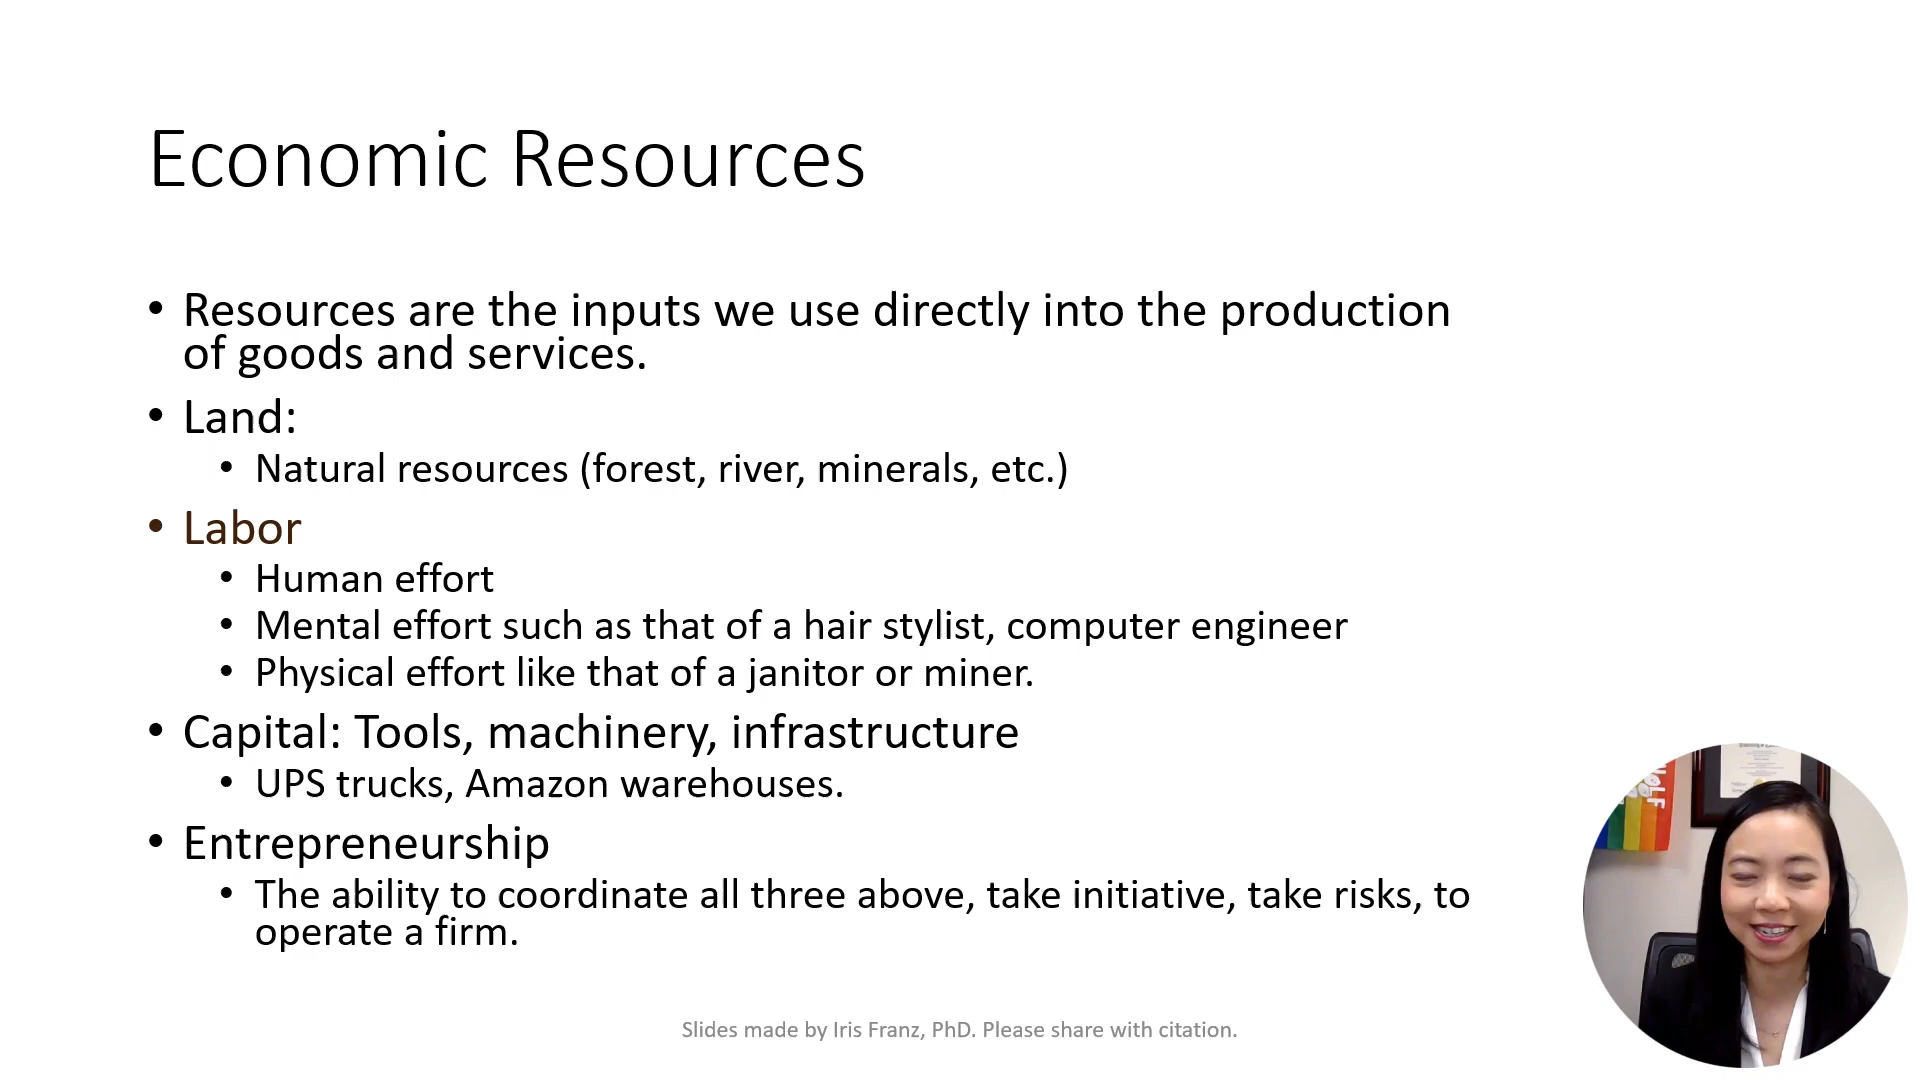 Economic Resources
• Resources are the inputs we use directly into the production
of goods and services.
• Land:
• Natural resources (forest, river, minerals, etc.)
• Labor
• Human effort
• Mental effort such as that of a hair stylist, computer engineer
• Physical effort like that of a janitor or miner.
• Capital: Tools, machinery, infrastructure
• UPS trucks, Amazon warehouses.
• Entrepreneurship
• The ability to coordinate all three above, take initiative, take risks, to
operate a firm.
Slides made by Iris Franz, PhD. Please share with citation.